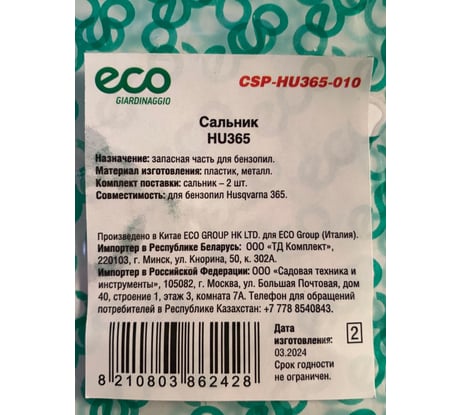 eco
GIARDINAGGIO
CSP-HU365-010
Сальник
HU365
Назначение: запасная часть для бензопил.
Материал изготовления: пластик, металл.
Комплект поставки: сальник – 2 шт.
Совместимость: для бензопил Husqvarna 365.
Произведено в Китае ECO GROUP HK LTD. для ECO Group (Италия).
Импортер в Республике Беларусь: ООО «ТД Комплект»,
220103, г. Минск, ул. Кнорина, 50, к. 302А.
Импортер в Российской Федерации: ООО «Садовая техника и
инструменты», 105082, г. Москва, ул. Большая Почтовая, дом
40, строение 1, этаж 3, комната 7А. Телефон для обращений
потребителей в Республике Казахстан: +7 778 8540843.
Дата
изготовления:
03.2024
Срок годности
не ограничен.
2
8 210803 862428